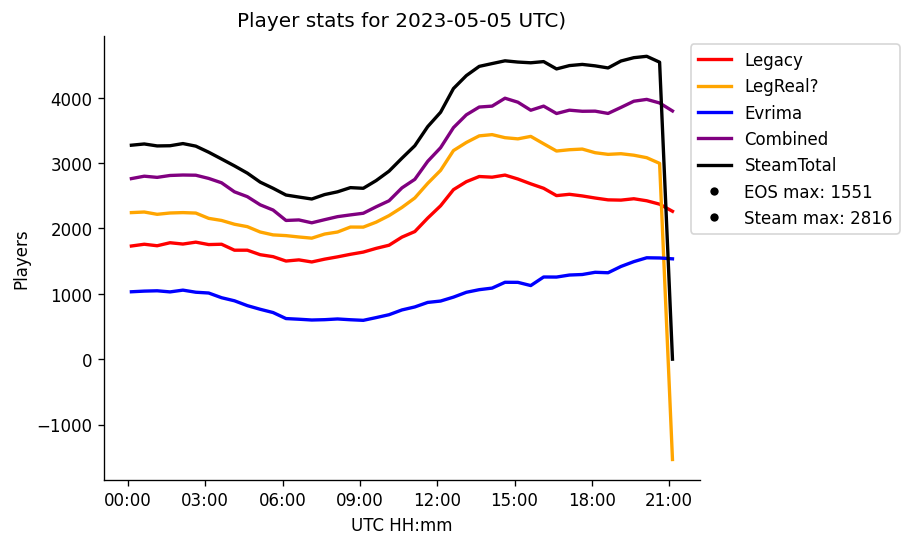 Player stats for 2023-05-05 UTC)
Legacy
LegReal?
Evrima
Combined
SteamTotal
EOS max: 1551
Steam max: 2816
Players
4000
3000
2000
1000
0
−1000
00:00 03:00 06:00 09:00 12:00 15:00 18:00 21:00
UTC HH:mm